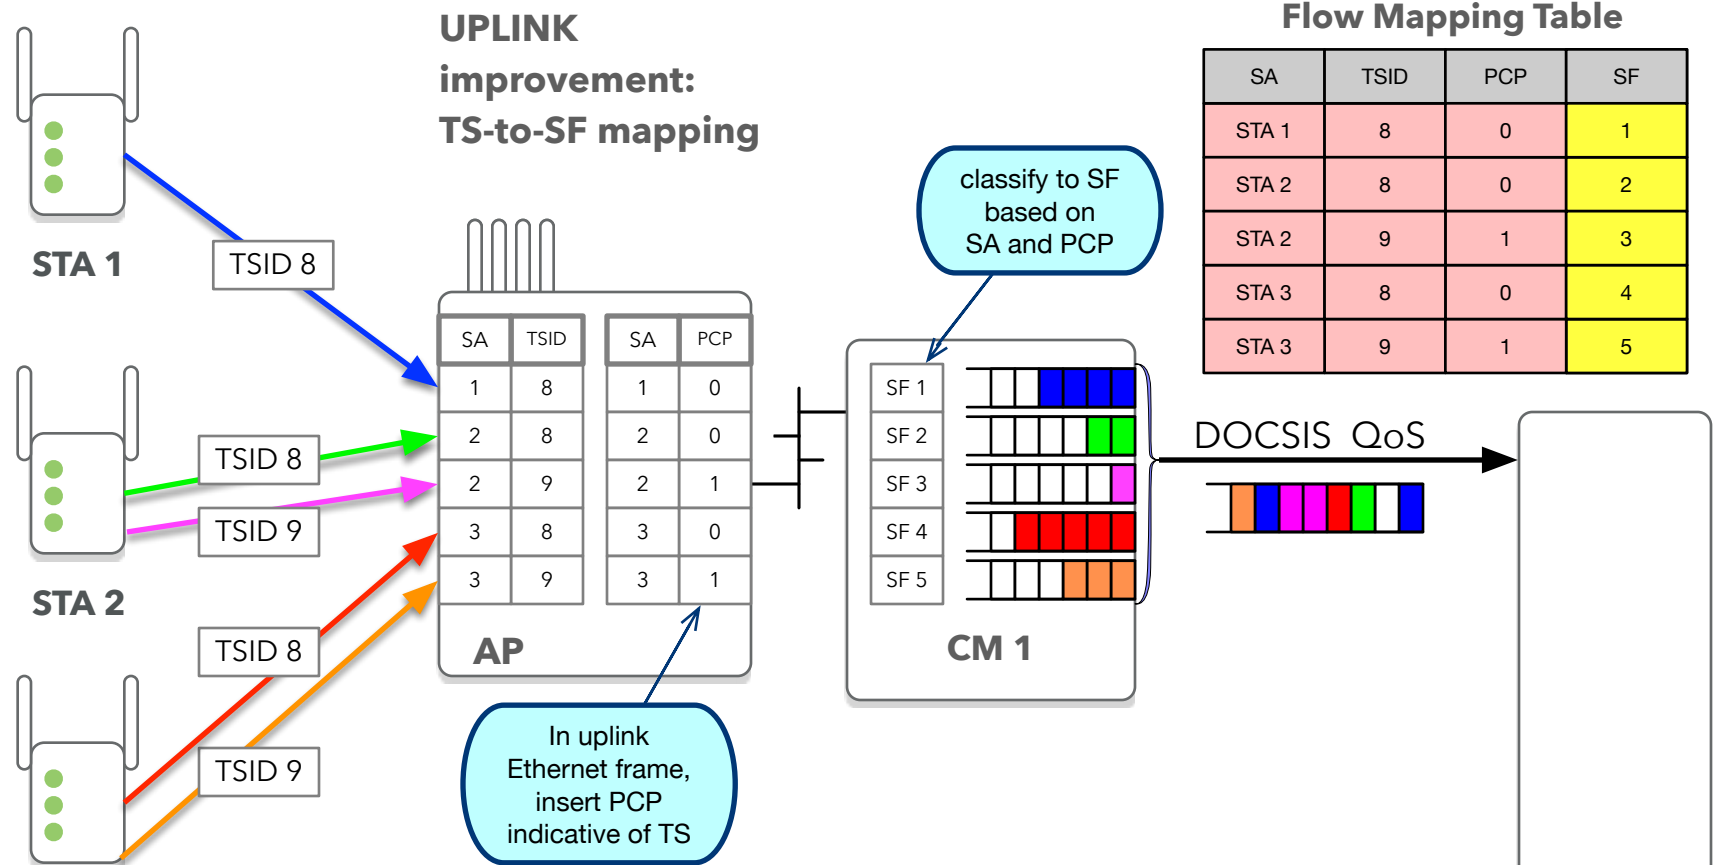 UPLINK
improvement:
TS-to-SF mapping
Flow Mapping Table
SA TSID PCP SF
STA 1 8 0 1
STA 2 8 0 2
STA 2 9 1 3
STA 3 8 0 4
STA 3 9 1 5
classify to SF
based on
SA and PCP
STA 1
TSID 8
STA 2
TSID 8
TSID 9
TSID 8
TSID 9
SA TSID SA PCP
1 8 1 0
2 8 2 0
2 9 2 1
3 8 3 0
3 9 3 1
AP
In uplink
Ethernet frame,
insert PCP
indicative of TS
SF 1
SF 2
SF 3
SF 4
SF 5
CM 1
DOCSIS QoS